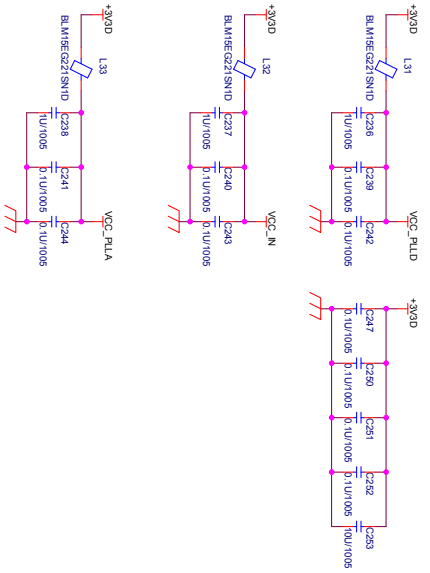 +3V3D
L31
BLM15EG221SN1D
C236
1U/1005
C239
0.1U/1005
C242
0.1U/1005
VCC_PLLD
+3V3D
C247
0.1U/1005
C250
0.1U/1005
C251
0.1U/1005
C252
0.1U/1005
C253
10U/1005
+3V3D
L32
BLM15EG221SN1D
C237
1U/1005
C240
0.1U/1005
C243
0.1U/1005
VCC_IN
+3V3D
L33
BLM15EG221SN1D
C238
1U/1005
C241
0.1U/1005
C244
0.1U/1005
VCC_PLLA